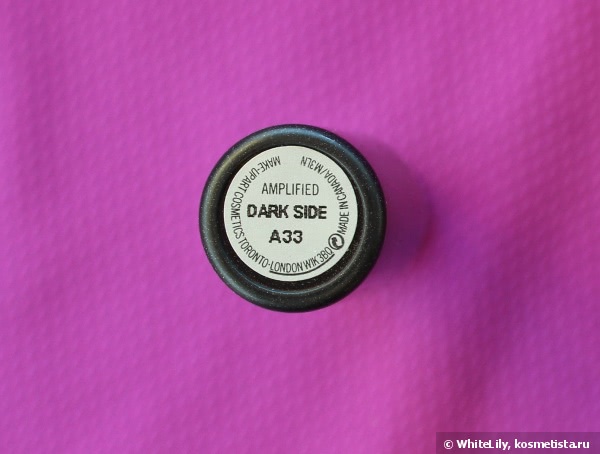 AMPLIFIED
DARK SIDE
A33
MAKE-UP ART COSMETICS TORONTO-LONDON W1K 3BQ
MADE IN CANADA/M3LN
© WhiteLily, kosmetista.ru